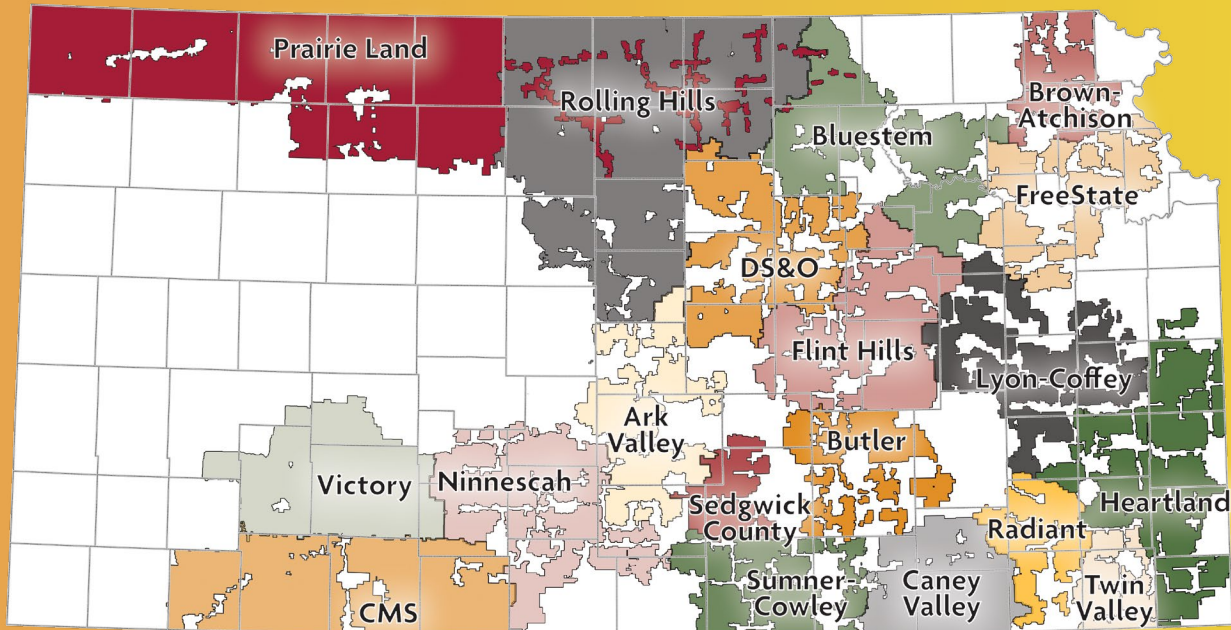 Prairie Land
Rolling Hills
Bluestem
Brown-
Atchison
FreeState
DS&O
Flint Hills
Lyon-Coffey
Ark
Valley
Butler
Victory
Ninnescah
Sedgwick
County
Heartland
Radiant
Sumner-
Cowley
Caney
Valley
Twin
Valley
CMS